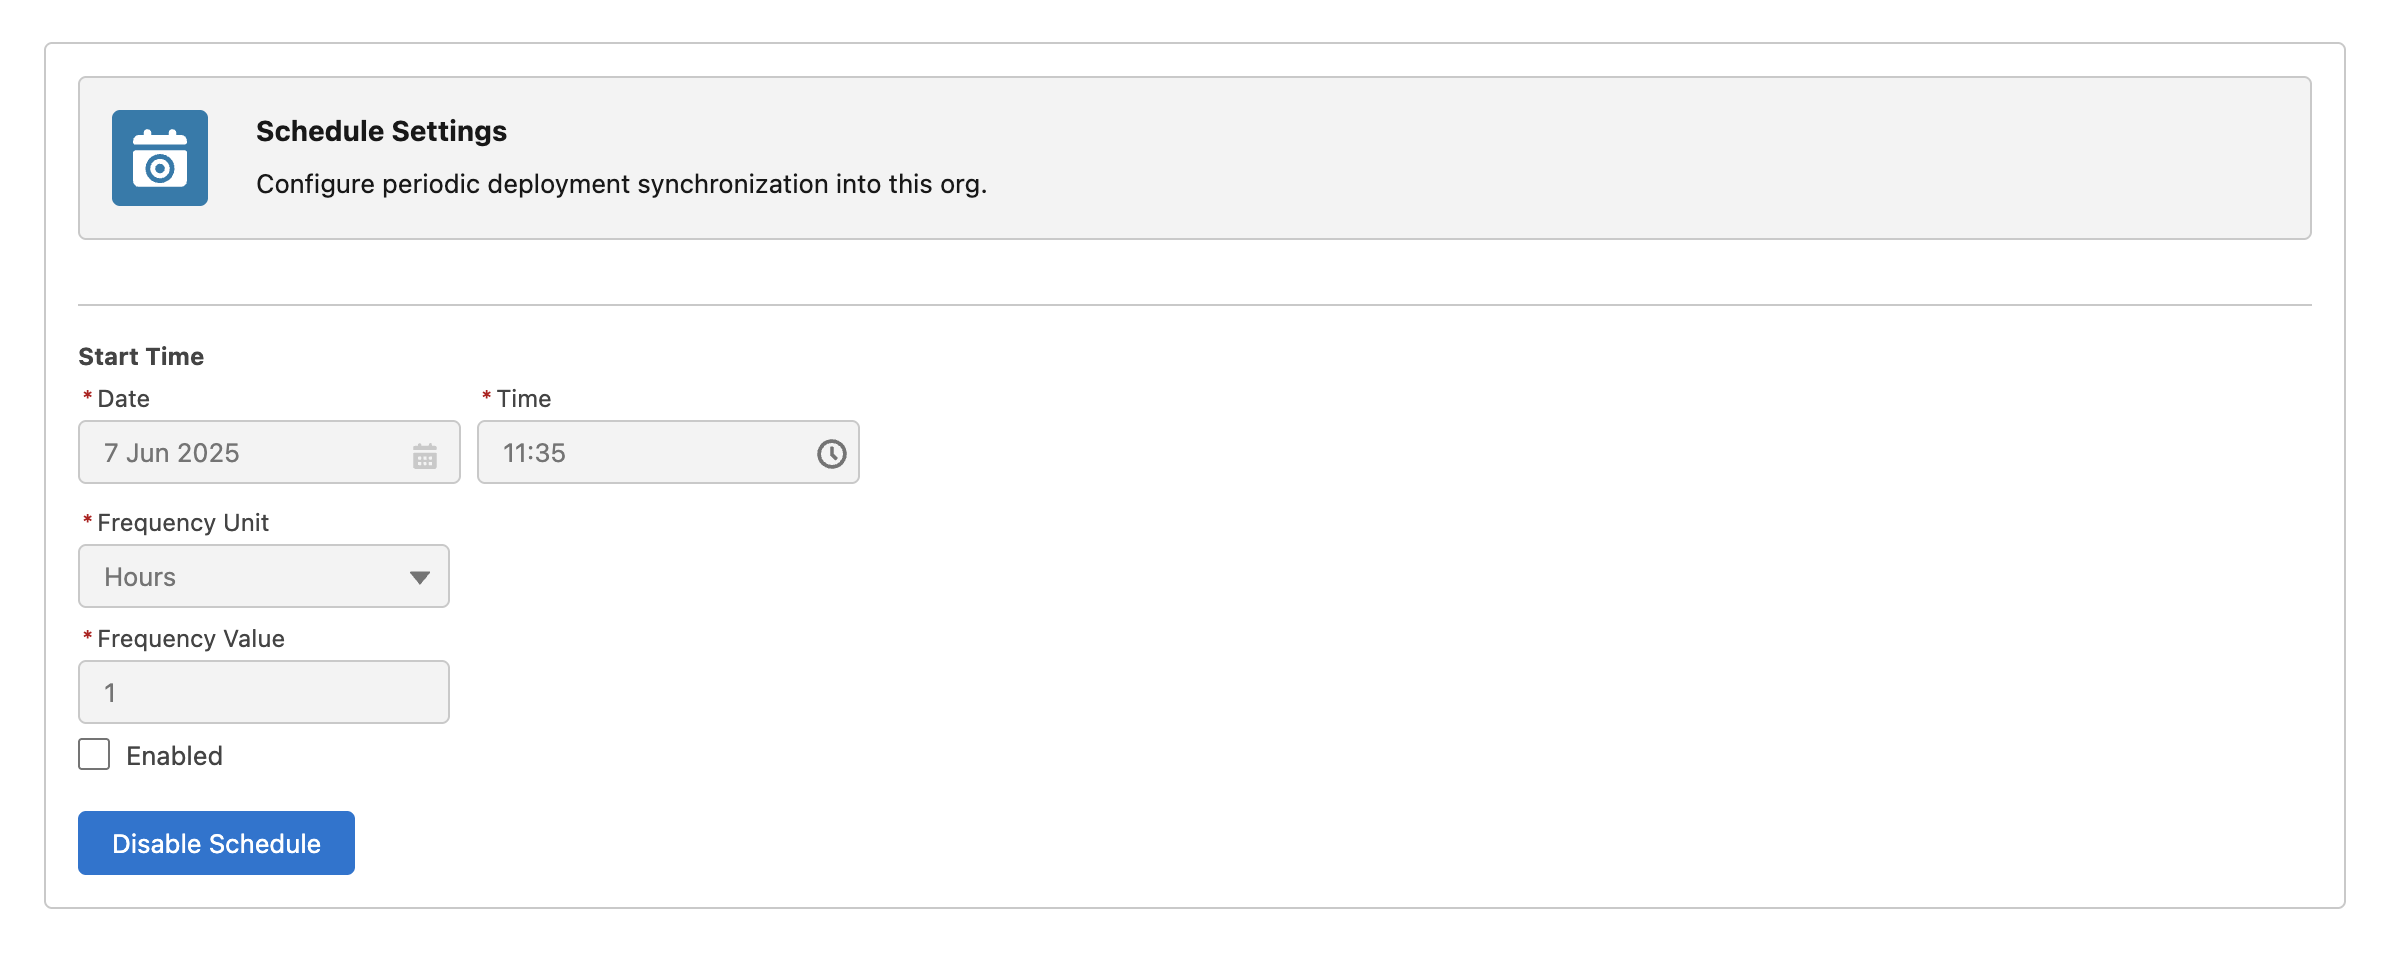 Schedule Settings
Configure periodic deployment synchronization into this org.
Start Time
* Date
* Time
7 Jun 2025
11:35
* Frequency Unit
Hours
* Frequency Value
1
Enabled
Disable Schedule